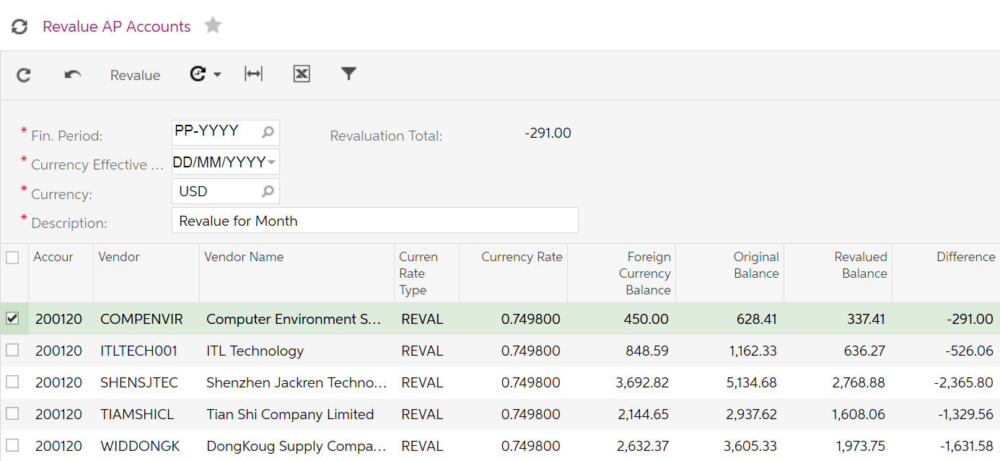 Revalue AP Accounts
Revalue
* Fin. Period: PP-YYYY Revaluation Total: -291.00
* Currency Effective ... DD/MM/YYYY
* Currency: USD
* Description: Revalue for Month
Accour Vendor Vendor Name Curren Rate Type Currency Rate Foreign Currency Balance Original Balance Revalued Balance Difference
200120 COMPENVIR Computer Environment S... REVAL 0.749800 450.00 628.41 337.41 -291.00
200120 ITLTECH001 ITL Technology REVAL 0.749800 848.59 1,162.33 636.27 -526.06
200120 SHENSJTEC Shenzhen Jackren Techno... REVAL 0.749800 3,692.82 5,134.68 2,768.88 -2,365.80
200120 TIAMSHICL Tian Shi Company Limited REVAL 0.749800 2,144.65 2,937.62 1,608.06 -1,329.56
200120 WIDDONGK DongKoug Supply Compa... REVAL 0.749800 2,632.37 3,605.33 1,973.75 -1,631.58